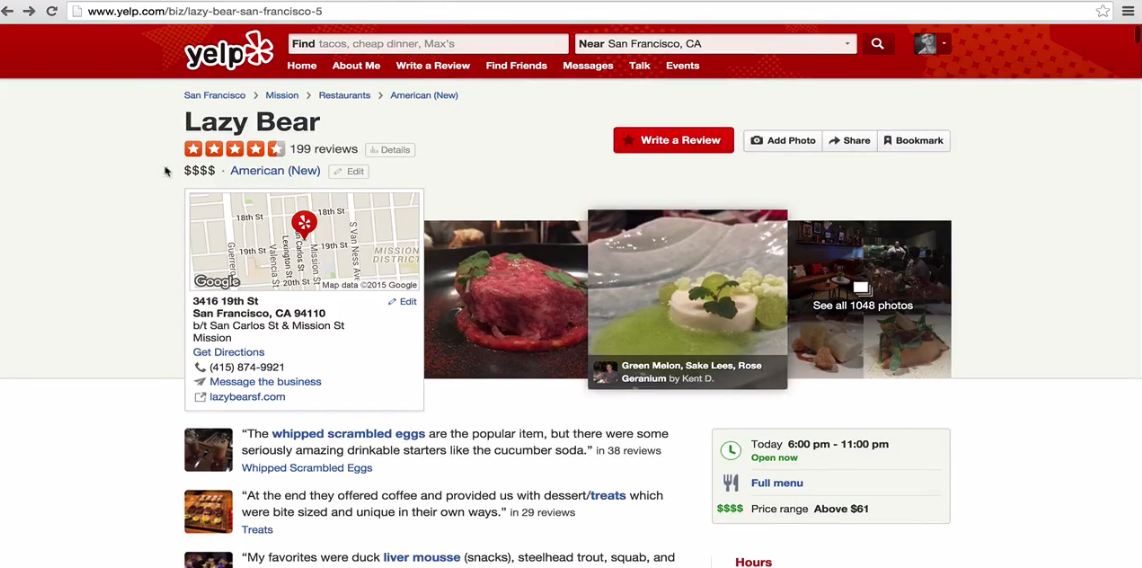 www.yelp.com/biz/lazy-bear-san-francisco-5
yelp
Find tacos, cheap dinner, Max's
Near San Francisco, CA
Home About Me Write a Review Find Friends Messages Talk Events
San Francisco > Mission > Restaurants > American (New)
Lazy Bear
199 reviews Details
Write a Review Add Photo Share Bookmark
$$$$ · American (New) Edit
18th St 18th St
Guerrero
19th St Valencia St Lexington St San Carlos St Mission St 19th St S Van Ness Ave
MISSION DISTRICT
20th St
Google Map data ©2015 Google
3416 19th St Edit
San Francisco, CA 94110
b/t San Carlos St & Mission St
Mission
Get Directions
(415) 874-9921
Message the business
lazybearsf.com
Green Melon, Sake Lees, Rose
Geranium by Kent D.
See all 1048 photos
“The whipped scrambled eggs are the popular item, but there were some
seriously amazing drinkable starters like the cucumber soda.” in 38 reviews
Whipped Scrambled Eggs
“At the end they offered coffee and provided us with dessert/treats which
were bite sized and unique in their own ways.” in 29 reviews
Treats
“My favorites were duck liver mousse (snacks), steelhead trout, squab, and
Today 6:00 pm - 11:00 pm
Open now
Full menu
$$$$ Price range Above $61
Hours